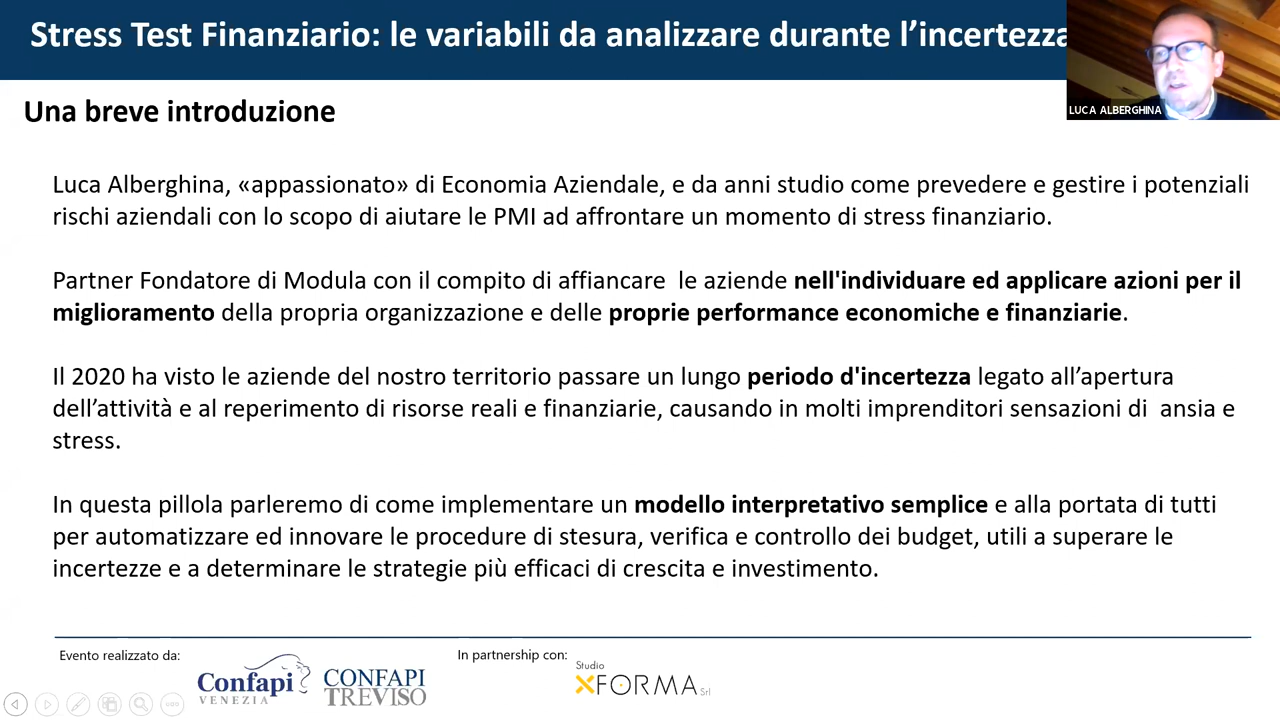 Stress Test Finanziario: le variabili da analizzare durante l’incertezza
LUCA ALBERGHINA
Una breve introduzione
Luca Alberghina, «appassionato» di Economia Aziendale, e da anni studio come prevedere e gestire i potenziali
rischi aziendali con lo scopo di aiutare le PMI ad affrontare un momento di stress finanziario.
Partner Fondatore di Modula con il compito di affiancare le aziende nell'individuare ed applicare azioni per il
miglioramento della propria organizzazione e delle proprie performance economiche e finanziarie.
Il 2020 ha visto le aziende del nostro territorio passare un lungo periodo d'incertezza legato all’apertura
dell’attività e al reperimento di risorse reali e finanziarie, causando in molti imprenditori sensazioni di ansia e
stress.
In questa pillola parleremo di come implementare un modello interpretativo semplice e alla portata di tutti
per automatizzare ed innovare le procedure di stesura, verifica e controllo dei budget, utili a superare le
incertezze e a determinare le strategie più efficaci di crescita e investimento.
Evento realizzato da:
Confapi
VENEZIA
CONFAPI
TREVISO
In partnership con:
Studio
XFORMA Srl